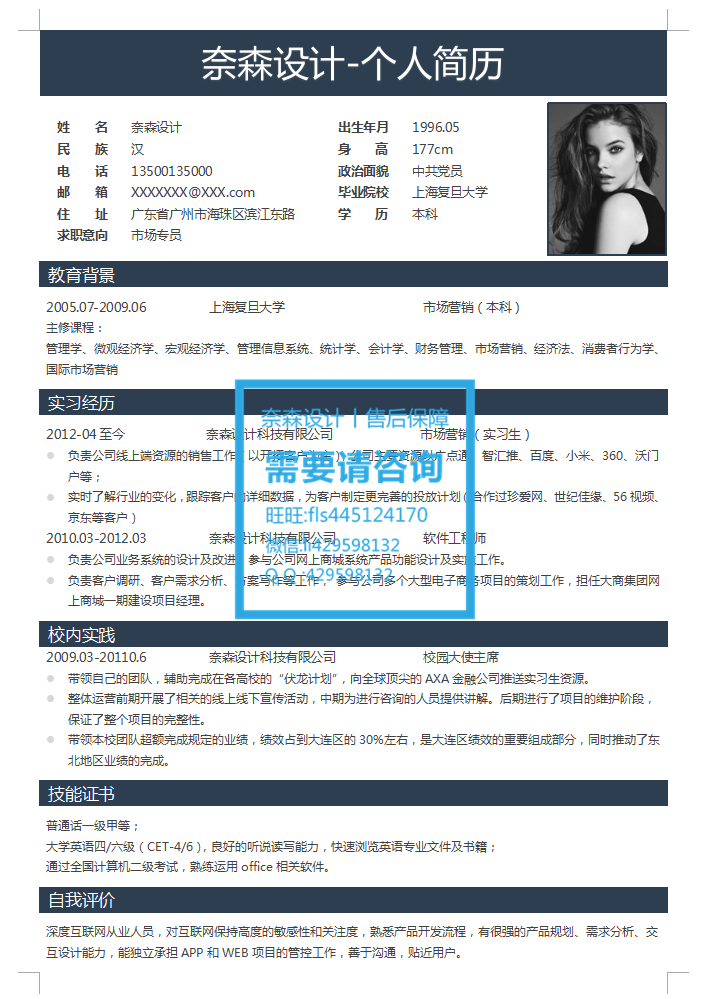 奈森设计-个人简历
姓 名 奈森设计 出生年月 1996.05
民 族 汉 身 高 177cm
电 话 13500135000 政治面貌 中共党员
邮 箱 XXXXXXX@XXX.com 毕业院校 上海复旦大学
住 址 广东省广州市海珠区滨江东路 学 历 本科
求职意向 市场专员
教育背景
2005.07-2009.06 上海复旦大学 市场营销（本科）
主修课程：
管理学、微观经济学、宏观经济学、管理信息系统、统计学、会计学、财务管理、市场营销、经济法、消费者行为学、
国际市场营销
实习经历
奈森设计丨售后保障
2012-04 至今 奈森设计科技有限公司 市场营销（实习生）
负责公司线上端资源的销售工作（以开拓客户为主），公司主要资源以广点通、智汇推、百度、小米、360、沃门
户等；
需要请咨询
实时了解行业的变化，跟踪客户的详细数据，为客户制定更完善的投放计划（合作过珍爱网、世纪佳缘、56 视频、
京东等客户）
旺旺:fls445124170
2010.03-2012.03 奈森设计科技有限公司 软件工程师
微信:li429598132
负责公司业务系统的设计及改进，参与公司网上商城系统产品功能设计及实施工作。
Q Q :429598132
负责客户调研、客户需求分析、方案写作等工作， 参与公司多个大型电子商务项目的策划工作，担任大商集团网
上商城一期建设项目经理。
校内实践
2009.03-20110.6 奈森设计科技有限公司 校园大使主席
带领自己的团队，辅助完成在各高校的“伏龙计划”，向全球顶尖的 AXA 金融公司推送实习生资源。
整体运营前期开展了相关的线上线下宣传活动，中期为进行咨询的人员提供讲解。后期进行了项目的维护阶段，
保证了整个项目的完整性。
带领本校团队超额完成规定的业绩，绩效占到大连区的 30%左右，是大连区绩效的重要组成部分，同时推动了东
北地区业绩的完成。
技能证书
普通话一级甲等；
大学英语四/六级（CET-4/6），良好的听说读写能力，快速浏览英语专业文件及书籍；
通过全国计算机二级考试，熟练运用 office 相关软件。
自我评价
深度互联网从业人员，对互联网保持高度的敏感性和关注度，熟悉产品开发流程，有很强的产品规划、需求分析、交
互设计能力，能独立承担 APP 和 WEB 项目的管控工作，善于沟通，贴近用户。